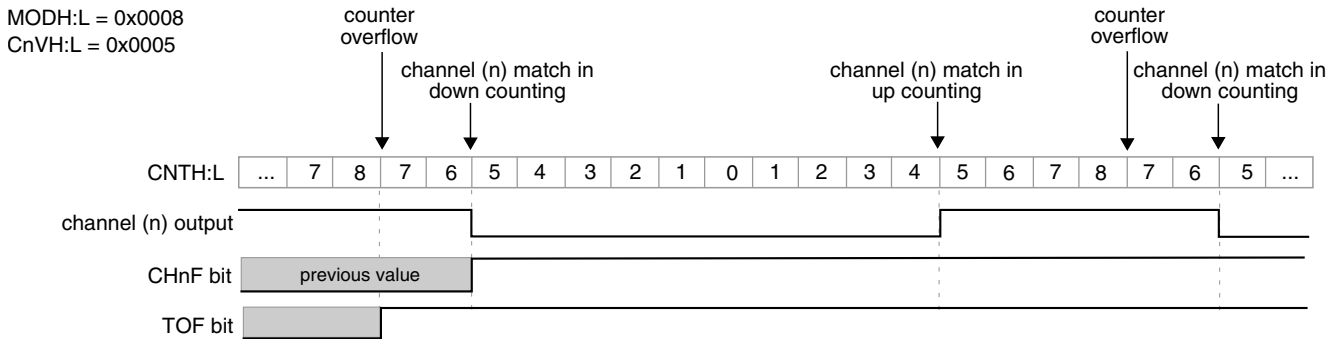 MODH:L = 0x0008
CnVH:L = 0x0005
counter
overflow
channel (n) match in
down counting
channel (n) match in
up counting
counter
overflow
channel (n) match in
down counting
CNTH:L ... 7 8 7 6 5 4 3 2 1 0 1 2 3 4 5 6 7 8 7 6 5 ...
channel (n) output
CHnF bit previous value
TOF bit